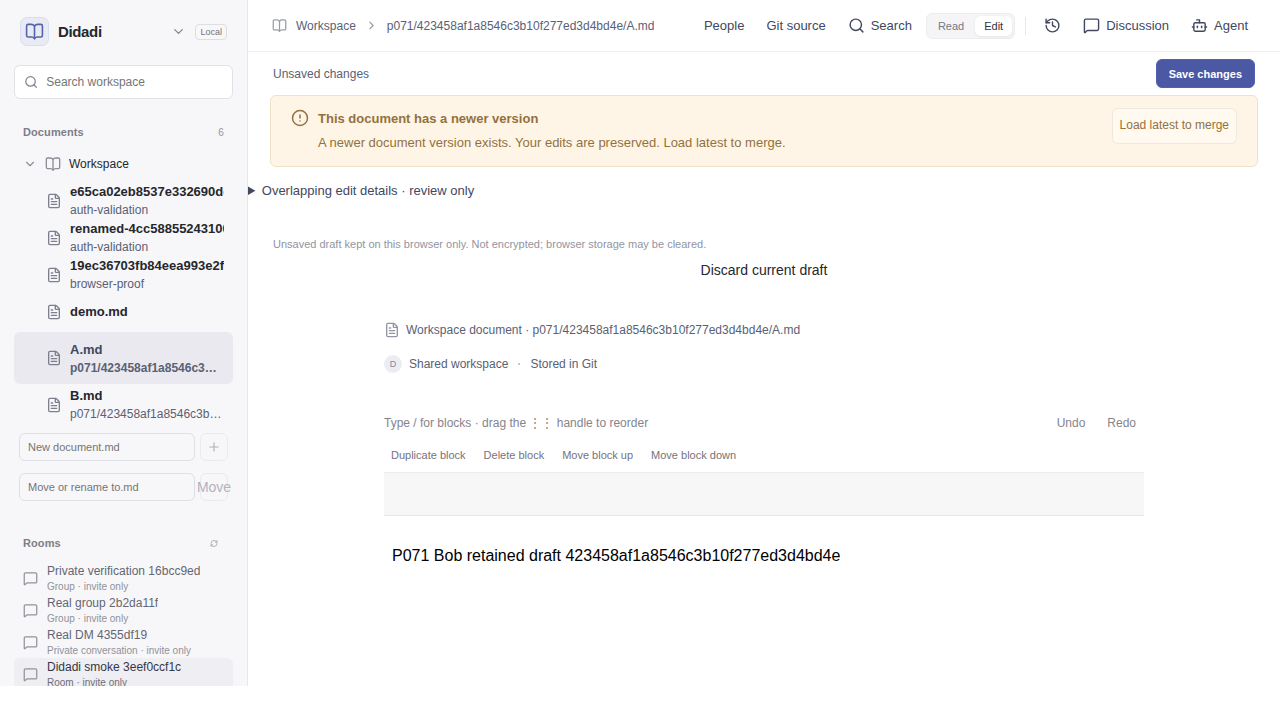 Didadi
Local
Search workspace
Documents
6
Workspace
e65ca02eb8537e332690d
auth-validation
renamed-4cc5885524310
auth-validation
19ec36703fb84eea993e2f
browser-proof
demo.md
A.md
p071/423458af1a8546c3…
B.md
p071/423458af1a8546c3b…
New document.md
Move or rename to.md
Move
Rooms
Private verification 16bcc9ed
Group · invite only
Real group 2b2da11f
Group · invite only
Real DM 4355df19
Private conversation · invite only
Didadi smoke 3eef0ccf1c
Room · invite only
Workspace
p071/423458af1a8546c3b10f277ed3d4bd4e/A.md
People
Git source
Search
Read
Edit
Discussion
Agent
Unsaved changes
Save changes
This document has a newer version
A newer document version exists. Your edits are preserved. Load latest to merge.
Load latest to merge
Overlapping edit details · review only
Unsaved draft kept on this browser only. Not encrypted; browser storage may be cleared.
Discard current draft
Workspace document · p071/423458af1a8546c3b10f277ed3d4bd4e/A.md
D
Shared workspace · Stored in Git
Type / for blocks · drag the ⋮⋮ handle to reorder
Undo
Redo
Duplicate block
Delete block
Move block up
Move block down
P071 Bob retained draft 423458af1a8546c3b10f277ed3d4bd4e